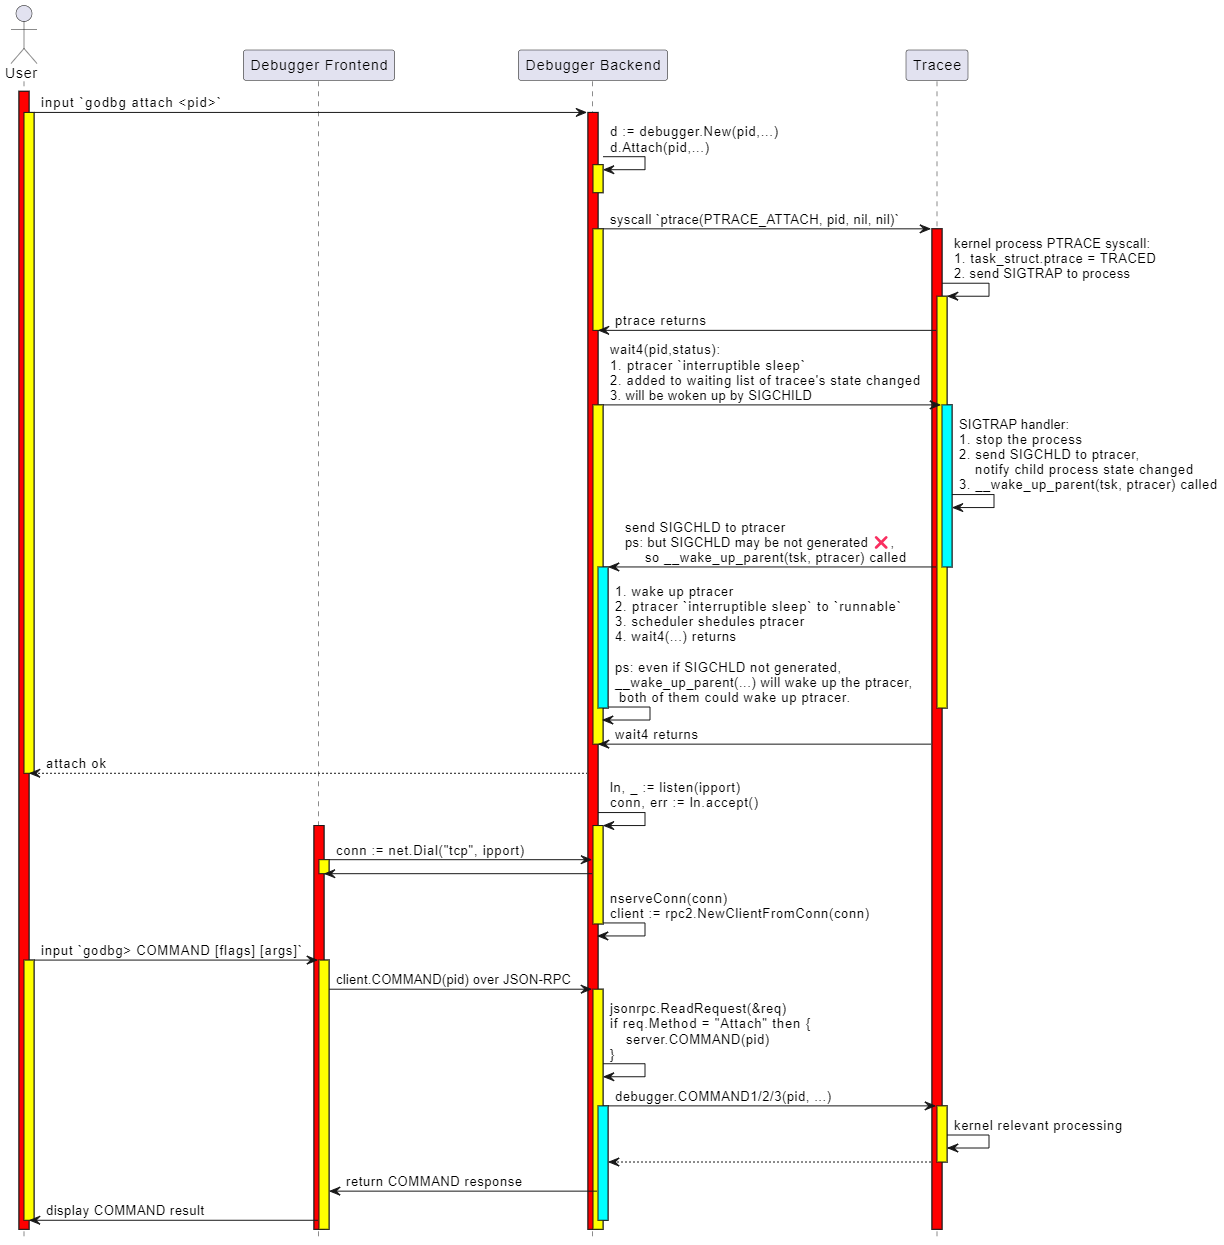 User
Debugger Frontend
Debugger Backend
Tracee
input `godbg attach <pid>`
d := debugger.New(pid,...)
d.Attach(pid,...)
syscall `ptrace(PTRACE_ATTACH, pid, nil, nil)`
kernel process PTRACE syscall:
1. task_struct.ptrace = TRACED
2. send SIGTRAP to process
ptrace returns
wait4(pid,status):
1. ptracer `interruptible sleep`
2. added to waiting list of tracee's state changed
3. will be woken up by SIGCHILD
SIGTRAP handler:
1. stop the process
2. send SIGCHLD to ptracer,
notify child process state changed
3. __wake_up_parent(tsk, ptracer) called
send SIGCHLD to ptracer
ps: but SIGCHLD may be not generated ❌,
so __wake_up_parent(tsk, ptracer) called
1. wake up ptracer
2. ptracer `interruptible sleep` to `runnable`
3. scheduler shedules ptracer
4. wait4(...) returns
ps: even if SIGCHLD not generated,
__wake_up_parent(...) will wake up the ptracer,
both of them could wake up ptracer.
wait4 returns
attach ok
ln, _ := listen(ipport)
conn, err := ln.accept()
conn := net.Dial("tcp", ipport)
nserveConn(conn)
client := rpc2.NewClientFromConn(conn)
input `godbg> COMMAND [flags] [args]`
client.COMMAND(pid) over JSON-RPC
jsonrpc.ReadRequest(&req)
if req.Method = "Attach" then {
server.COMMAND(pid)
}
debugger.COMMAND1/2/3(pid, ...)
kernel relevant processing
return COMMAND response
display COMMAND result